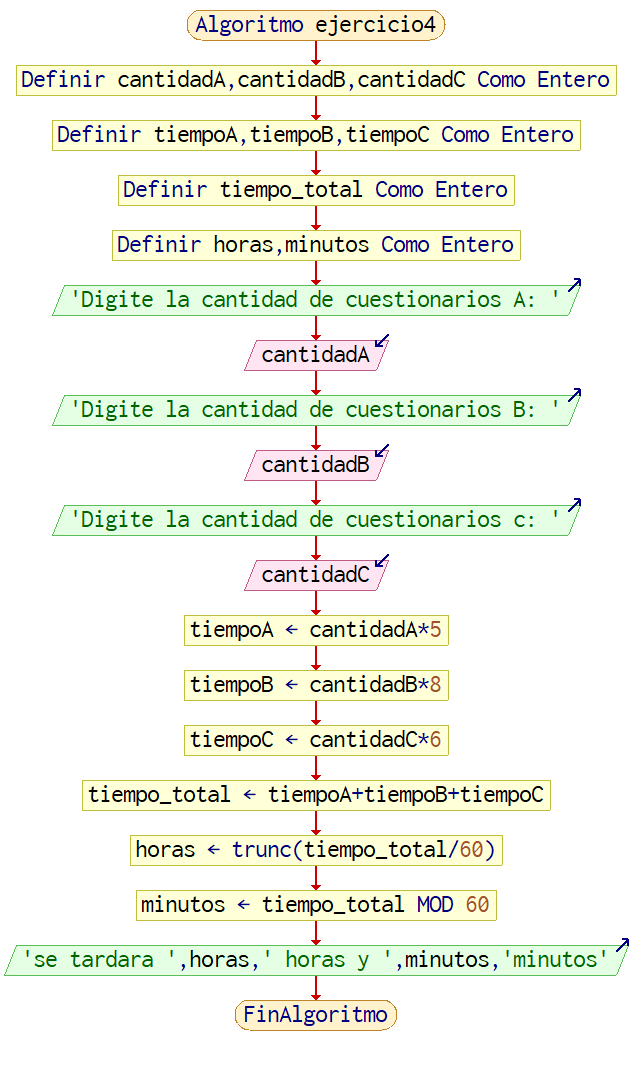 Algoritmo ejercicio4
Definir cantidadA,cantidadB,cantidadC Como Entero
Definir tiempoA,tiempoB,tiempoC Como Entero
Definir tiempo_total Como Entero
Definir horas,minutos Como Entero
'Digite la cantidad de cuestionarios A: '
cantidadA
'Digite la cantidad de cuestionarios B: '
cantidadB
'Digite la cantidad de cuestionarios c: '
cantidadC
tiempoA ← cantidadA*5
tiempoB ← cantidadB*8
tiempoC ← cantidadC*6
tiempo_total ← tiempoA+tiempoB+tiempoC
horas ← trunc(tiempo_total/60)
minutos ← tiempo_total MOD 60
'se tardara ',horas,' horas y ',minutos,'minutos'
FinAlgoritmo